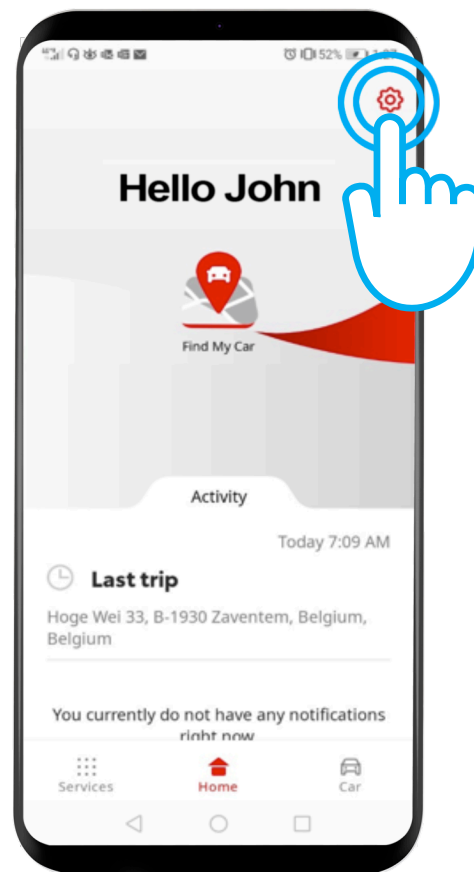 52%
Hello John
Find My Car
Activity
Today 7:09 AM
Last trip
Hoge Wei 33, B-1930 Zaventem, Belgium,
Belgium
You currently do not have any notifications
right now
Services Home Car